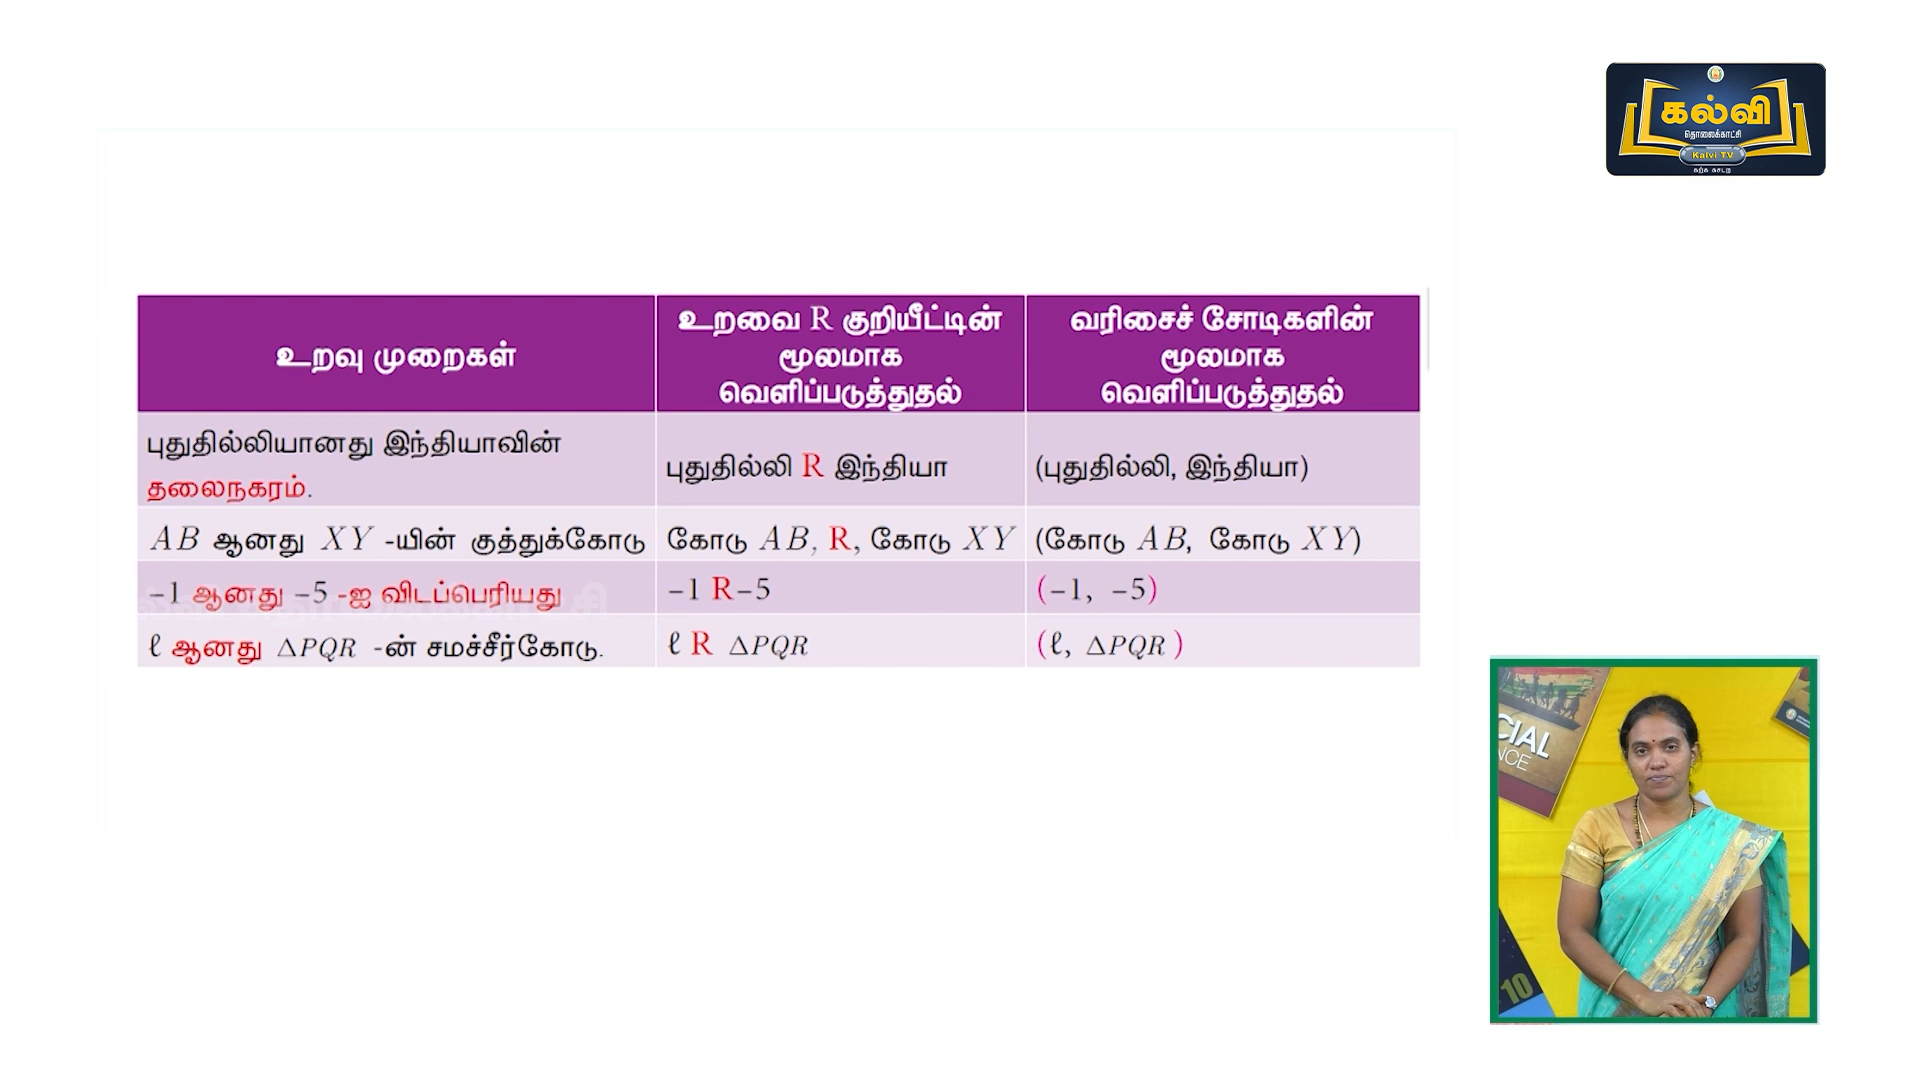 கல்வி
தொலைக்காட்சி
Kalvi TV
கற்க கசடற
உறவு முறைகள்
உறவை R குறியீட்டின்
மூலமாக
வெளிப்படுத்துதல்
வரிசைச் சோடிகளின்
மூலமாக
வெளிப்படுத்துதல்
புதுதில்லியானது இந்தியாவின்
தலைநகரம்.
புதுதில்லி R இந்தியா
(புதுதில்லி, இந்தியா)
AB ஆனது XY -யின் குத்துக்கோடு
கோடு AB, R, கோடு XY
(கோடு AB, கோடு XY)
–1 ஆனது –5 -ஐ விடப்பெரியது
–1 R–5
(–1, –5)
ℓ ஆனது ΔPQR -ன் சமச்சீர்கோடு.
ℓ R ΔPQR
(ℓ, ΔPQR)
CIAL
NCE
10